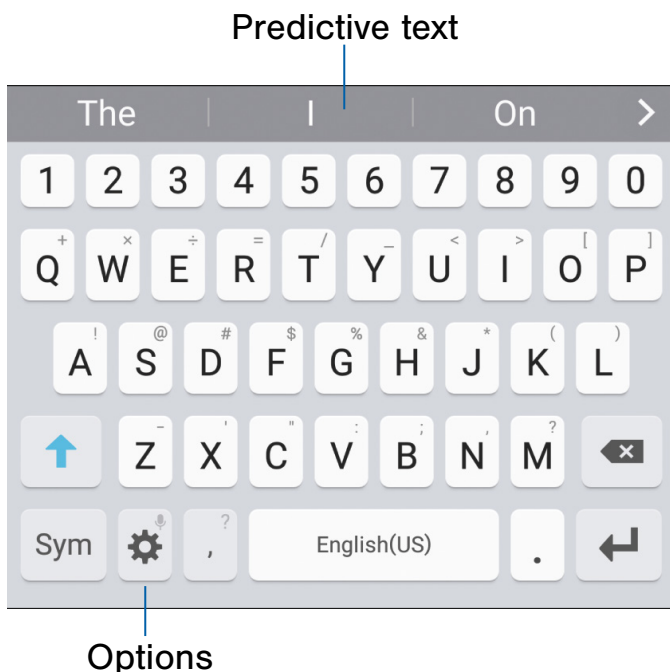 Predictive text
The I On >
1 2 3 4 5 6 7 8 9 0
+ × ÷ = / _ < > [ ]
Q W E R T Y U I O P
! @ # $ % & * ( )
A S D F G H J K L
- ' " : ; , ?
Z X C V B N M
?
Sym , English(US) .
Options